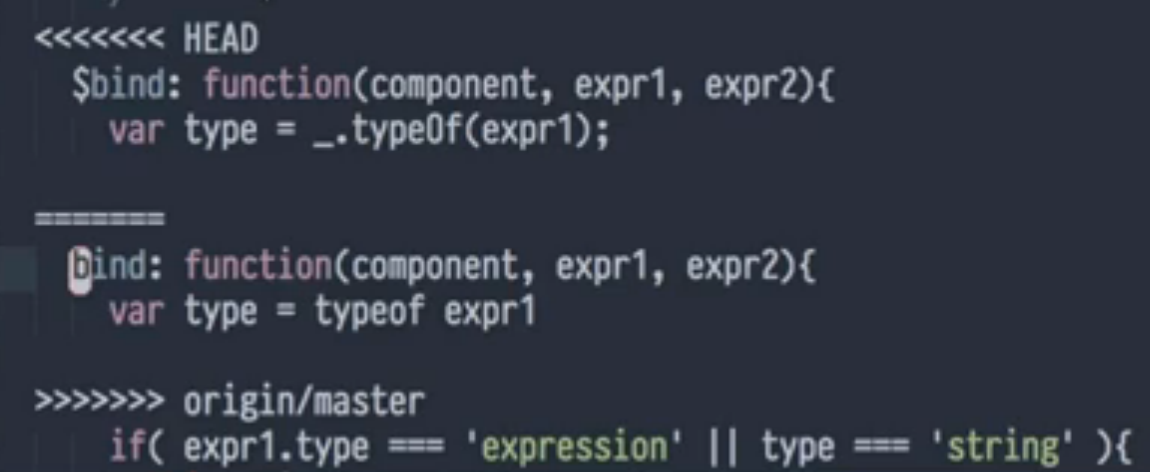 <<<<<<< HEAD
$bind: function(component, expr1, expr2){
var type = _.typeOf(expr1);
=======
bind: function(component, expr1, expr2){
var type = typeof expr1
>>>>>>> origin/master
if( expr1.type === 'expression' || type === 'string' ){